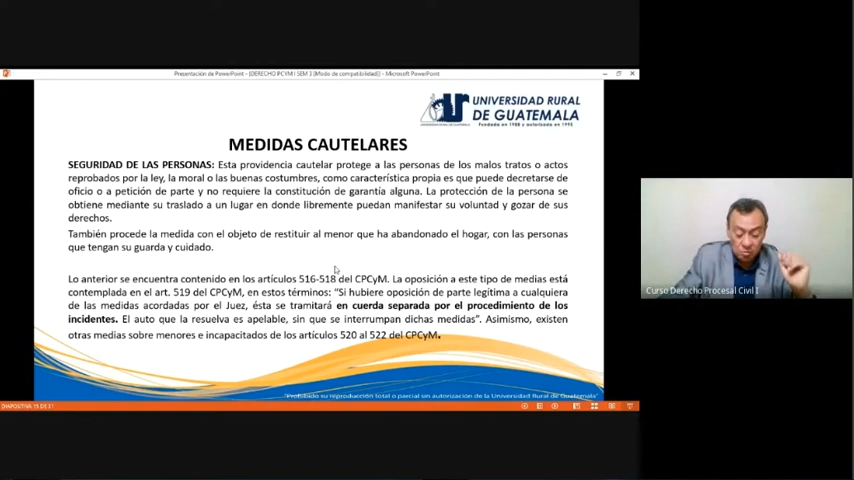 Presentación de PowerPoint - [DERECHO PCYM I SEM 3 [Modo de compatibilidad]] - Microsoft PowerPoint
UNIVERSIDAD RURAL
DE GUATEMALA
Fundada en 1988 y autorizada en 1995
MEDIDAS CAUTELARES
SEGURIDAD DE LAS PERSONAS: Esta providencia cautelar protege a las personas de los malos tratos o actos
reprobados por la ley, la moral o las buenas costumbres, como característica propia es que puede decretarse de
oficio o a petición de parte y no requiere la constitución de garantía alguna. La protección de la persona se
obtiene mediante su traslado a un lugar en donde libremente puedan manifestar su voluntad y gozar de sus
derechos.
También procede la medida con el objeto de restituir al menor que ha abandonado el hogar, con las personas
que tengan su guarda y cuidado.
Lo anterior se encuentra contenido en los artículos 516-518 del CPCyM. La oposición a este tipo de medias está
contemplada en el art. 519 del CPCyM, en estos términos: “Si hubiere oposición de parte legítima a cualquiera
de las medidas acordadas por el Juez, ésta se tramitará en cuerda separada por el procedimiento de los
incidentes. El auto que la resuelva es apelable, sin que se interrumpan dichas medidas”. Asimismo, existen
otras medias sobre menores e incapacitados de los artículos 520 al 522 del CPCyM.
"Prohibido su reproducción total o parcial sin autorización de la Universidad Rural de Guatemala"
DIAPOSITIVA 15 DE 21
Curso Derecho Procesal Civil I